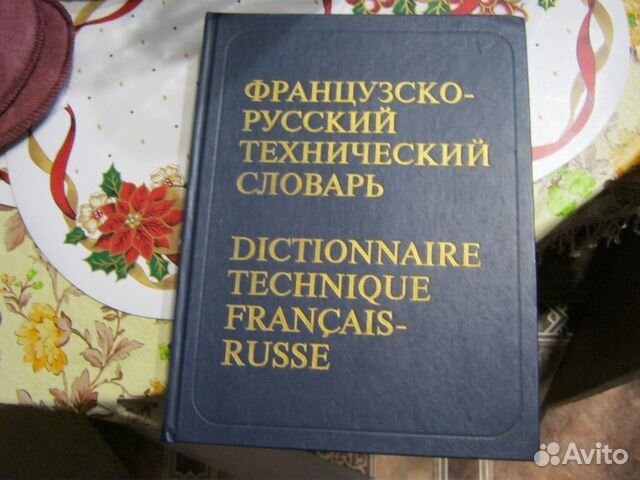 ФРАНЦУЗСКО-
РУССКИЙ
ТЕХНИЧЕСКИЙ
СЛОВАРЬ
DICTIONNAIRE
TECHNIQUE
FRANÇAIS-
RUSSE
Avito